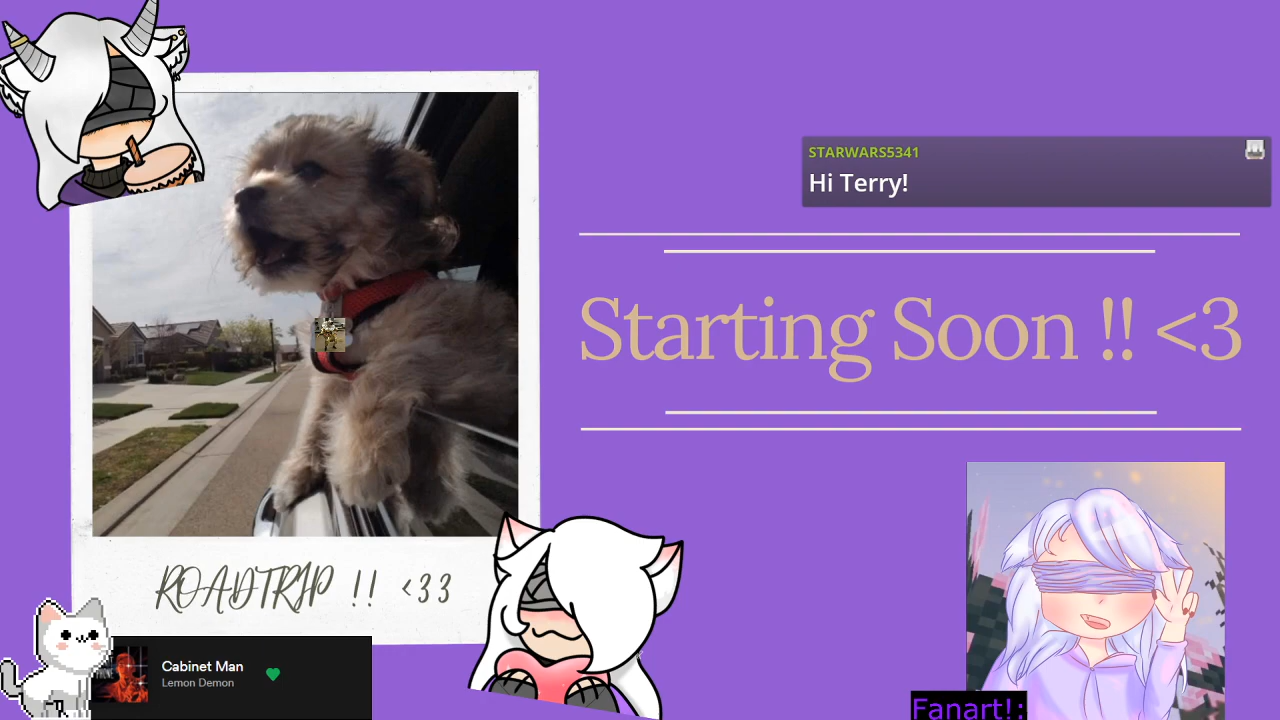 STARWARS5341
Hi Terry!
Starting Soon !! <3
ROADTRIP !! <33
Cabinet Man
Lemon Demon
Fanart!: